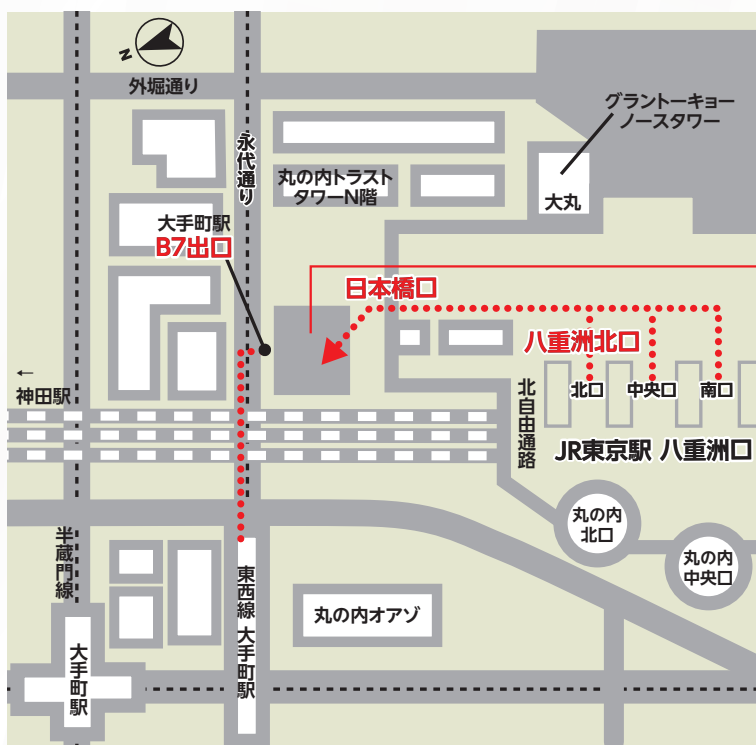 N
外堀通り
グラントーキョー
ノースタワー
永代通り
丸の内トラスト
タワーN階
大丸
大手町駅
B7出口
日本橋口
八重洲北口
←
神田駅
北口
中央口
南口
北自由通路
JR東京駅 八重洲口
丸の内
北口
半蔵門線
丸の内
中央口
東西線 大手町駅
丸の内オアゾ
大手町駅